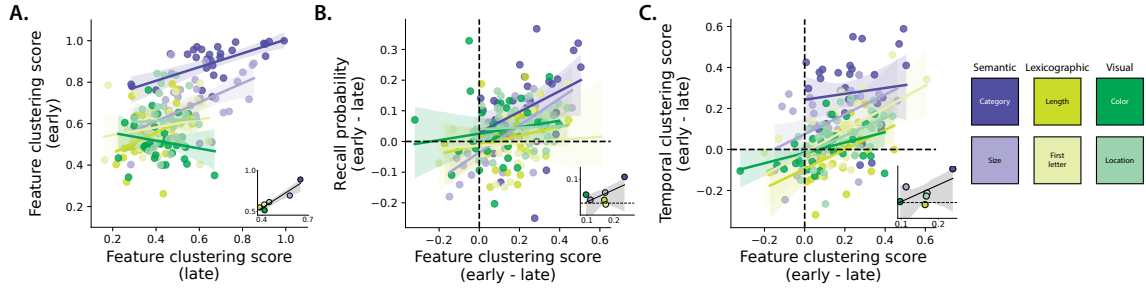 A.
Feature clustering score
(early)
1.0
0.8
0.6
0.4
0.2
0.2
0.4
0.6
0.8
1.0
Feature clustering score
(late)
1.0
0.5
0.4
0.7
B.
Recall probability
(early - late)
0.3
0.2
0.1
0.0
−0.1
−0.2
−0.2
0.0
0.2
0.4
0.6
Feature clustering score
(early - late)
0.1
0.1
0.2
C.
Temporal clustering score
(early - late)
0.6
0.4
0.2
0.0
−0.2
−0.2
0.0
0.2
0.4
0.6
Feature clustering score
(early - late)
0.1
0.1
0.2
Semantic
Lexicographic
Visual
Category
Length
Color
Size
First
letter
Location